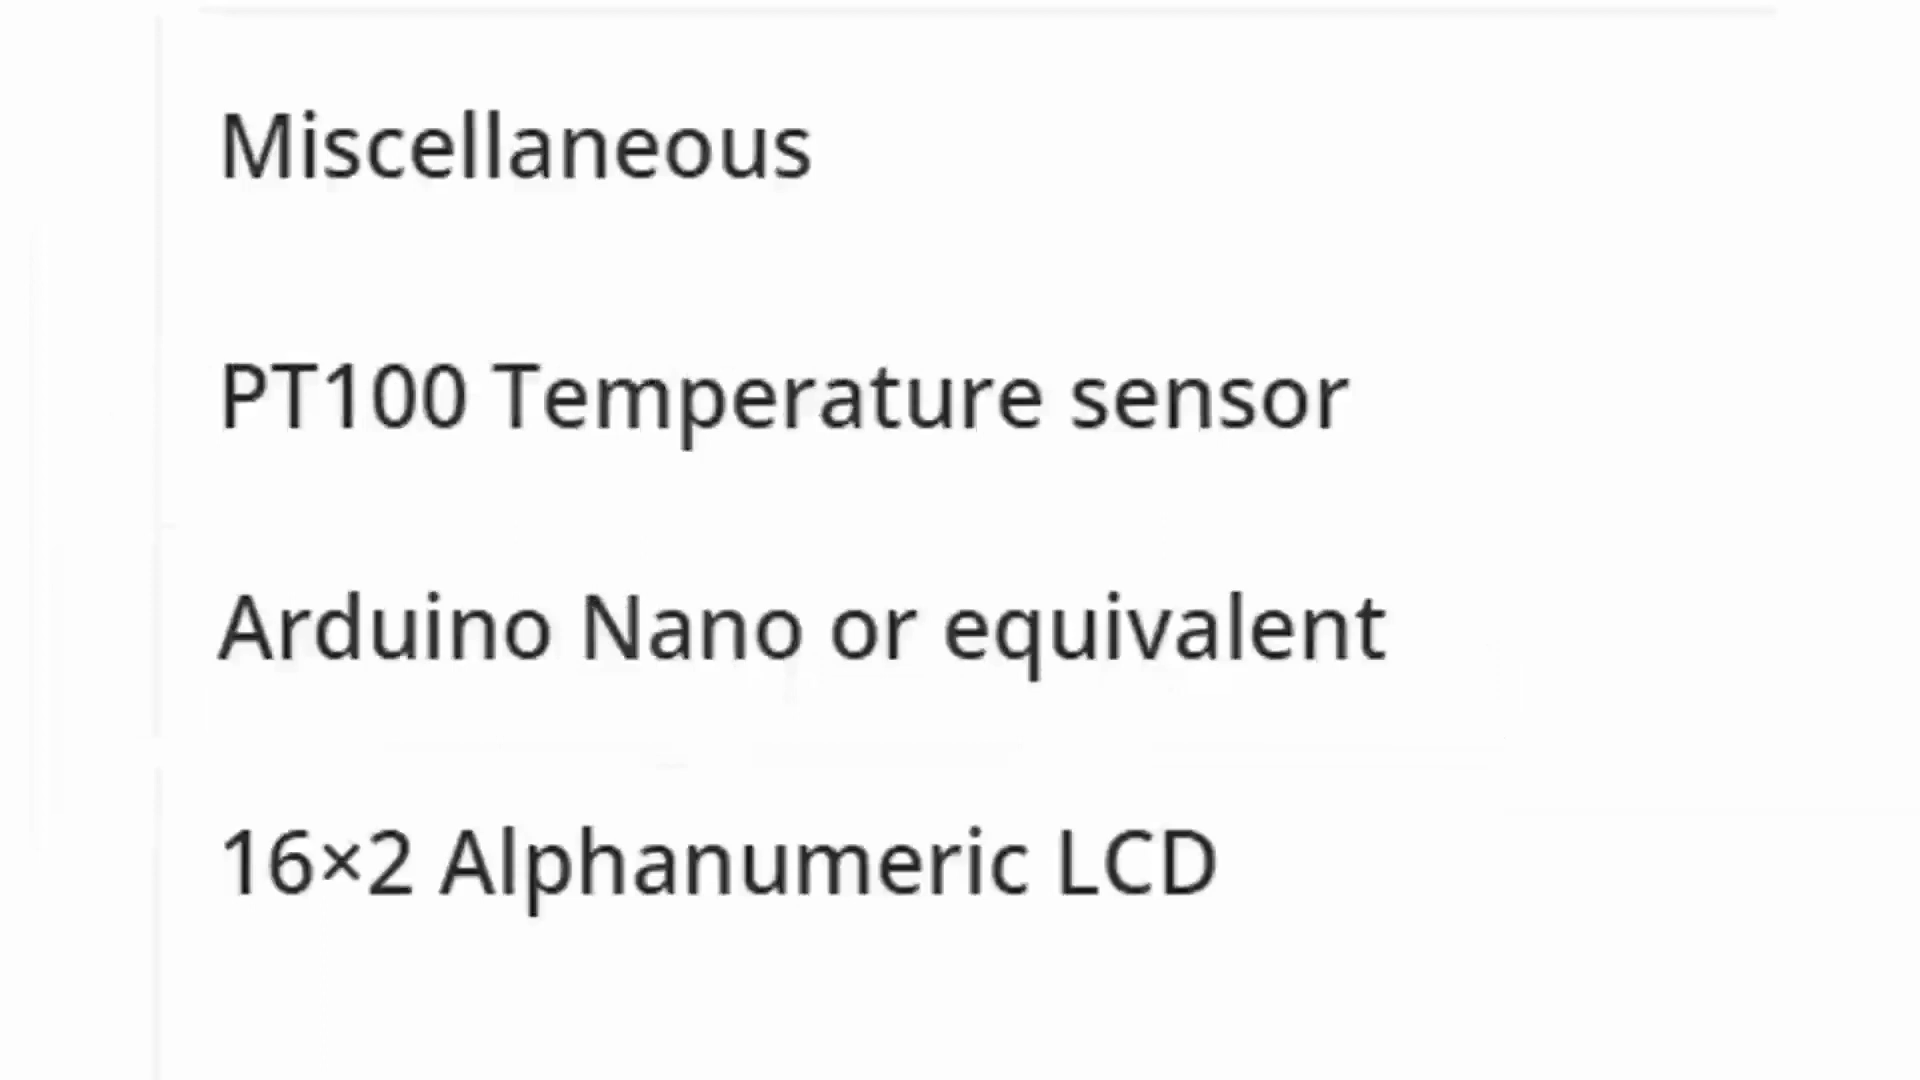 Miscellaneous
PT100 Temperature sensor
Arduino Nano or equivalent
16×2 Alphanumeric LCD